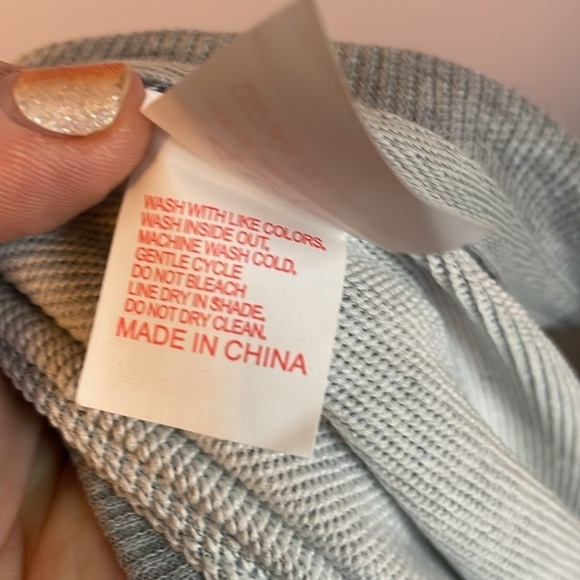 WASH WITH LIKE COLORS.
WASH INSIDE OUT.
MACHINE WASH COLD,
GENTLE CYCLE
DO NOT BLEACH
LINE DRY IN SHADE.
DO NOT DRY CLEAN.
MADE IN CHINA